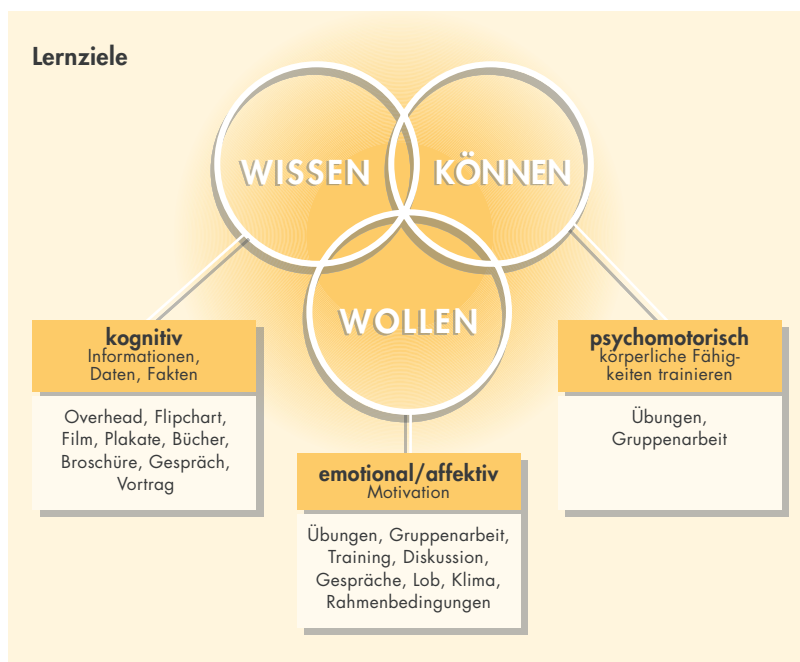 Lernziele
WISSEN
KÖNNEN
WOLLEN
kognitiv
Informationen,
Daten, Fakten
Overhead, Flipchart,
Film, Plakate, Bücher,
Broschüre, Gespräch,
Vortrag
emotional/affektiv
Motivation
Übungen, Gruppenarbeit,
Training, Diskussion,
Gespräche, Lob, Klima,
Rahmenbedingungen
psychomotorisch
körperliche Fähig-
keiten trainieren
Übungen,
Gruppenarbeit